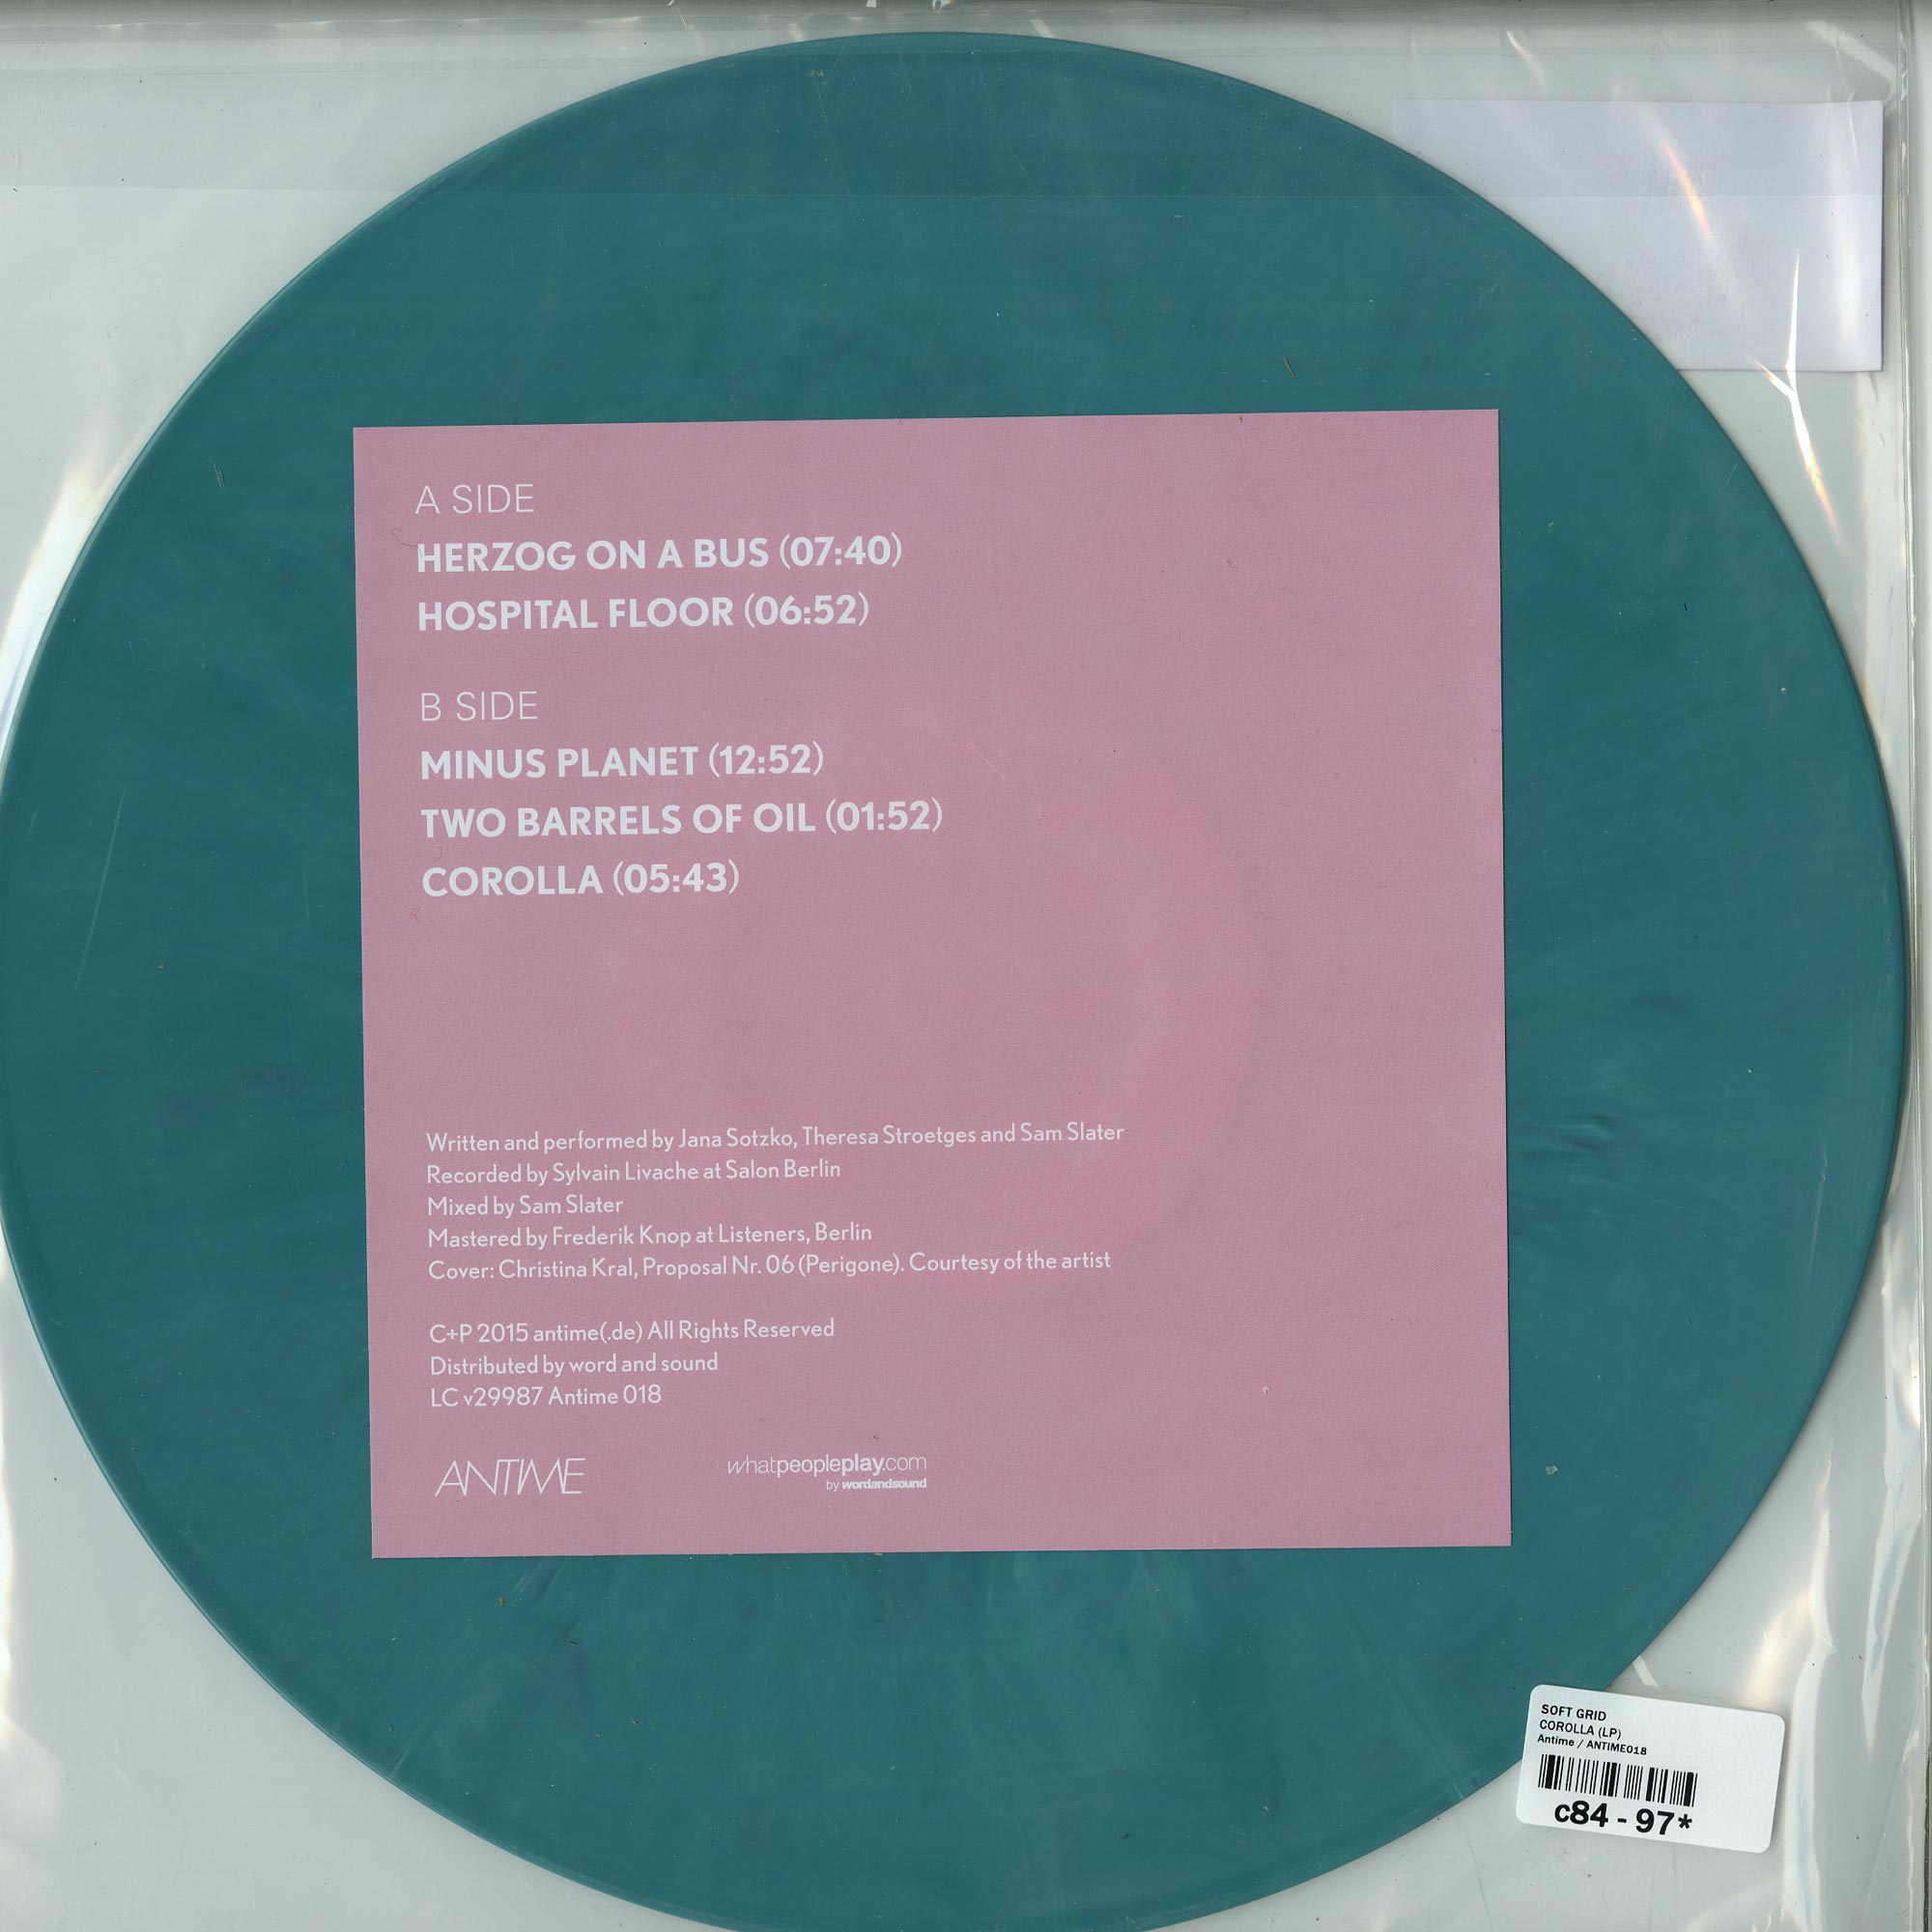 A SIDE
HERZOG ON A BUS (07:40)
HOSPITAL FLOOR (06:52)
B SIDE
MINUS PLANET (12:52)
TWO BARRELS OF OIL (01:52)
COROLLA (05:43)
Written and performed by Jana Sotzko, Theresa Stroetges and Sam Slater
Recorded by Sylvain Livache at Salon Berlin
Mixed by Sam Slater
Mastered by Frederik Knop at Listeners, Berlin
Cover: Christina Kral, Proposal Nr. 06 (Perigone). Courtesy of the artist
C+P 2015 antime(.de) All Rights Reserved
Distributed by word and sound
LC v29987 Antime 018
ANTIME
whatpeopleplay.com
by wordandsound
SOFT GRID
COROLLA (LP)
Antime / ANTIME018
c84 - 97*